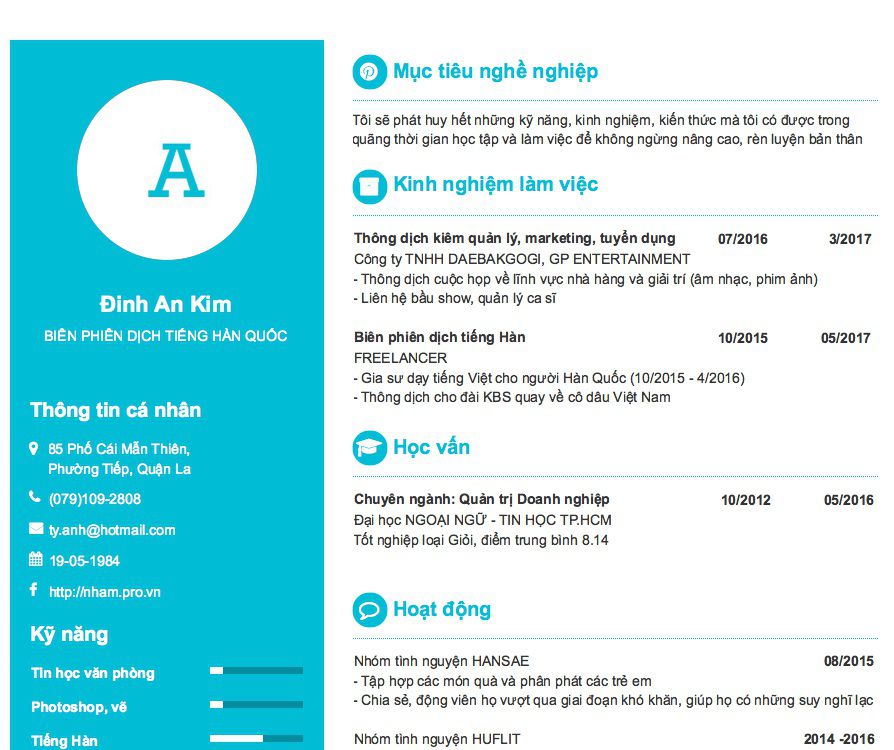 A
Đinh An Kim
BIÊN PHIÊN DỊCH TIẾNG HÀN QUỐC
Thông tin cá nhân
85 Phố Cái Mẫn Thiên,
Phường Tiếp, Quận La
(079)109-2808
ty.anh@hotmail.com
19-05-1984
http://nham.pro.vn
Kỹ năng
Tin học văn phòng
Photoshop, vẽ
Tiếng Hàn
Mục tiêu nghề nghiệp
Tôi sẽ phát huy hết những kỹ năng, kinh nghiệm, kiến thức mà tôi có được trong
quãng thời gian học tập và làm việc để không ngừng nâng cao, rèn luyện bản thân
Kinh nghiệm làm việc
Thông dịch kiêm quản lý, marketing, tuyển dụng 07/2016 3/2017
Công ty TNHH DAEBAKGOGI, GP ENTERTAINMENT
- Thông dịch cuộc họp về lĩnh vực nhà hàng và giải trí (âm nhạc, phim ảnh)
- Liên hệ bầu show, quản lý ca sĩ
Biên phiên dịch tiếng Hàn 10/2015 05/2017
FREELANCER
- Gia sư dạy tiếng Việt cho người Hàn Quốc (10/2015 - 4/2016)
- Thông dịch cho đài KBS quay về cô dâu Việt Nam
Học vấn
Chuyên ngành: Quản trị Doanh nghiệp 10/2012 05/2016
Đại học NGOẠI NGỮ - TIN HỌC TP.HCM
Tốt nghiệp loại Giỏi, điểm trung bình 8.14
Hoạt động
Nhóm tình nguyện HANSAE 08/2015
- Tập hợp các món quà và phân phát các trẻ em
- Chia sẻ, động viên họ vượt qua giai đoạn khó khăn, giúp họ có những suy nghĩ lạc
Nhóm tình nguyện HUFLIT 2014 -2016